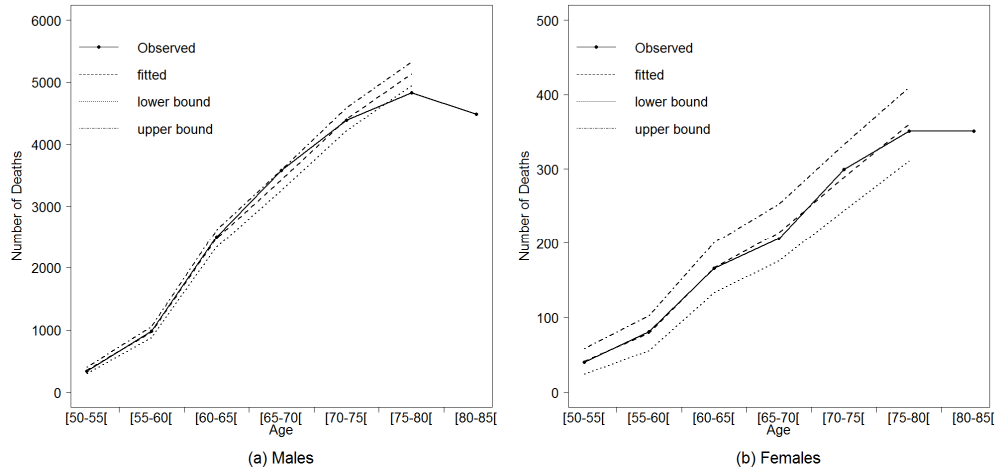 6000
5000
4000
3000
2000
1000
0
Number of Deaths
Observed
fitted
lower bound
upper bound
[50-55[ [55-60[ [60-65[ [65-70[ [70-75[ [75-80[ [80-85[
Age
(a) Males
500
400
300
200
100
0
Number of Deaths
Observed
fitted
lower bound
upper bound
[50-55[ [55-60[ [60-65[ [65-70[ [70-75[ [75-80[ [80-85[
Age
(b) Females